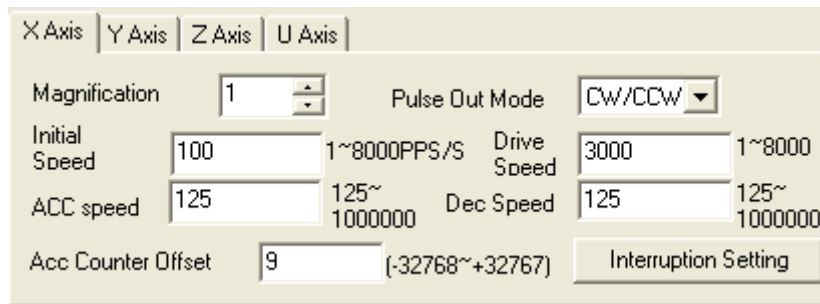 X Axis Y Axis Z Axis U Axis
Magnification 1 Pulse Out Mode CW/CCW
Initial Speed 100 1~8000PPS/S Drive Speed 3000 1~8000
ACC speed 125 125~ 1000000 Dec Speed 125 125~ 1000000
Acc Counter Offset 9 (-32768~+32767) Interruption Setting